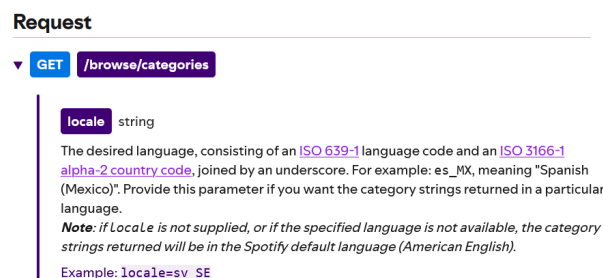 Request
GET /browse/categories
locale string
The desired language, consisting of an ISO 639-1 language code and an ISO 3166-1
alpha-2 country code, joined by an underscore. For example: es_MX, meaning "Spanish
(Mexico)". Provide this parameter if you want the category strings returned in a particular
language.
Note: if locale is not supplied, or if the specified language is not available, the category
strings returned will be in the Spotify default language (American English).
Example: locale=sv_SE